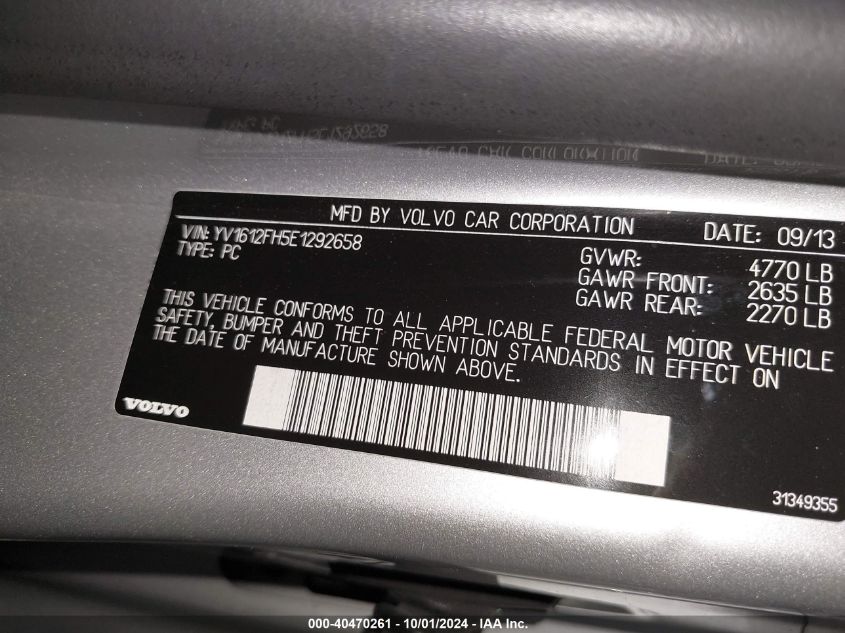 MFD BY VOLVO CAR CORPORATION DATE: 09/13
VIN: YV1612FH5E1292658
TYPE: PC
GVWR: 4770 LB
GAWR FRONT: 2635 LB
GAWR REAR: 2270 LB
THIS VEHICLE CONFORMS TO ALL APPLICABLE FEDERAL MOTOR VEHICLE
SAFETY, BUMPER AND THEFT PREVENTION STANDARDS IN EFFECT ON
THE DATE OF MANUFACTURE SHOWN ABOVE.
VOLVO
31349355
000-40470261 - 10/01/2024 - IAA Inc.